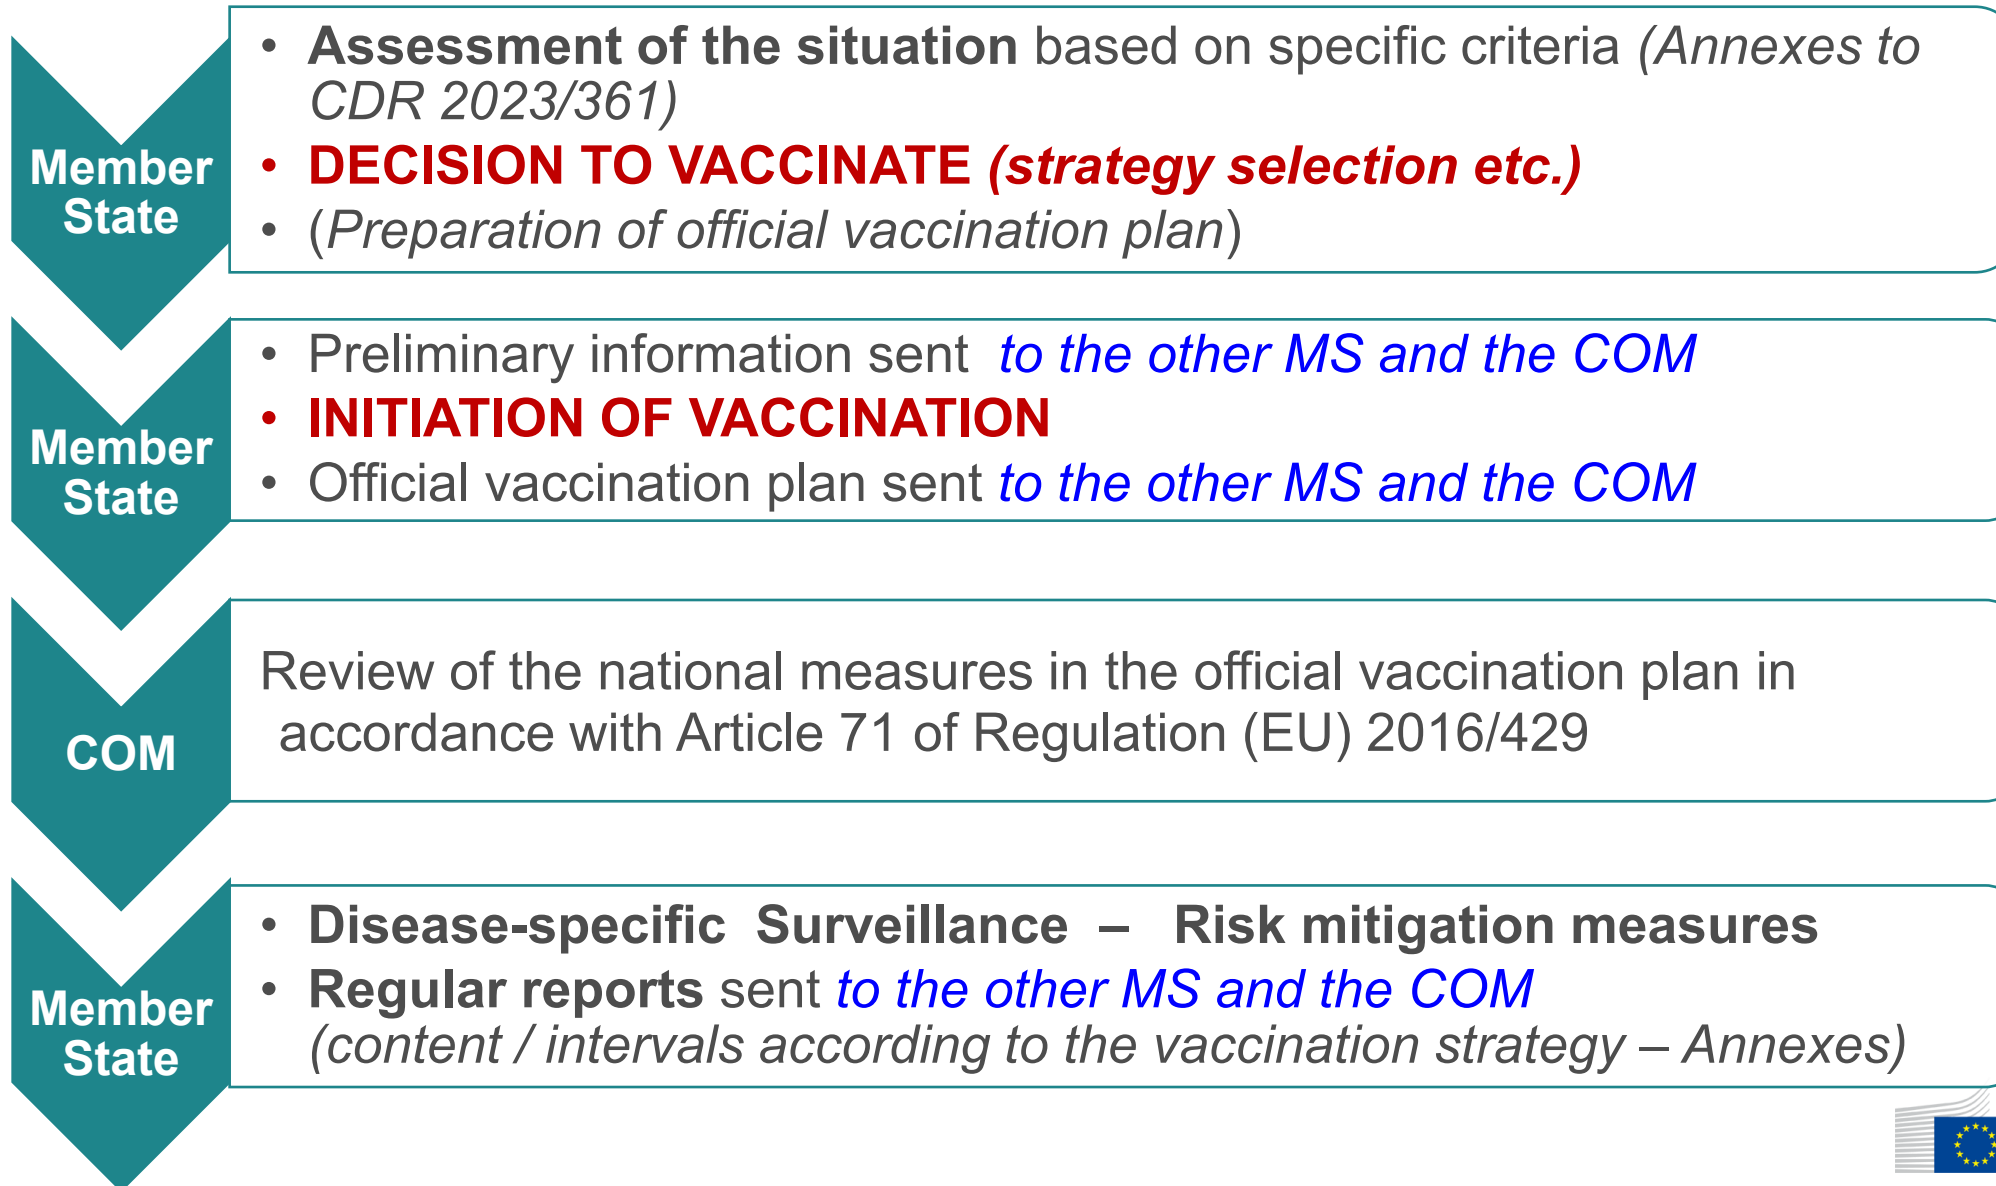 Member
State
• Assessment of the situation based on specific criteria (Annexes to
CDR 2023/361)
• DECISION TO VACCINATE (strategy selection etc.)
• (Preparation of official vaccination plan)
Member
State
• Preliminary information sent to the other MS and the COM
• INITIATION OF VACCINATION
• Official vaccination plan sent to the other MS and the COM
COM
Review of the national measures in the official vaccination plan in
accordance with Article 71 of Regulation (EU) 2016/429
Member
State
• Disease-specific Surveillance – Risk mitigation measures
• Regular reports sent to the other MS and the COM
(content / intervals according to the vaccination strategy – Annexes)